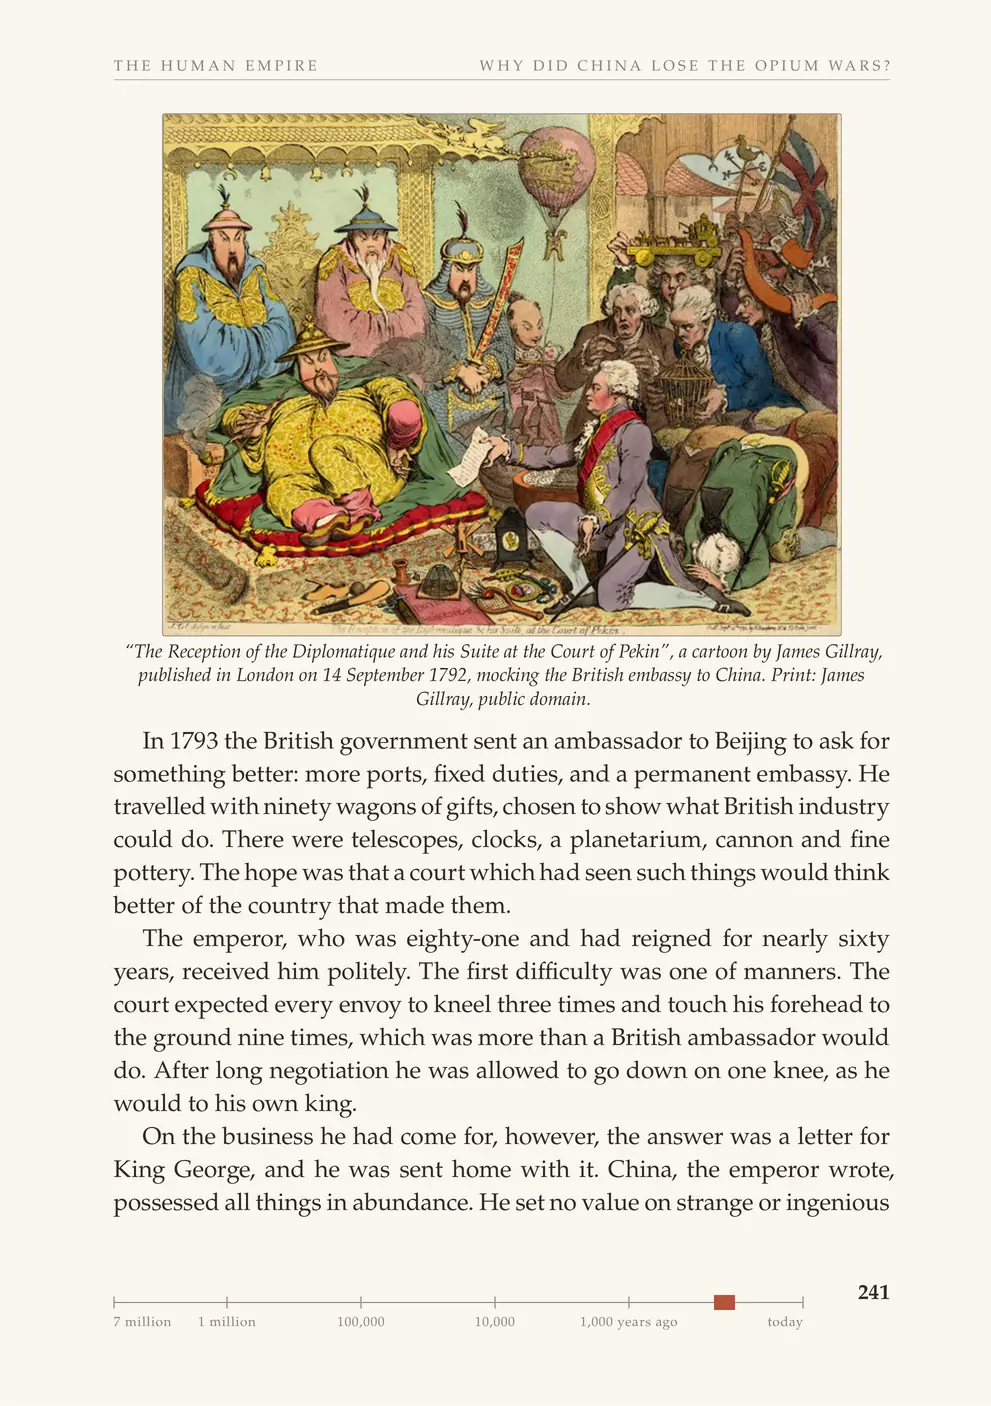 THE HUMAN EMPIRE
WHY DID CHINA LOSE THE OPIUM WARS?
The Reception of the Diplomatique & his Suite, at the Court of Pekin.
“The Reception of the Diplomatique and his Suite at the Court of Pekin”, a cartoon by James Gillray,
published in London on 14 September 1792, mocking the British embassy to China. Print: James
Gillray, public domain.
In 1793 the British government sent an ambassador to Beijing to ask for
something better: more ports, fixed duties, and a permanent embassy. He
travelled with ninety wagons of gifts, chosen to show what British industry
could do. There were telescopes, clocks, a planetarium, cannon and fine
pottery. The hope was that a court which had seen such things would think
better of the country that made them.
The emperor, who was eighty-one and had reigned for nearly sixty
years, received him politely. The first difficulty was one of manners. The
court expected every envoy to kneel three times and touch his forehead to
the ground nine times, which was more than a British ambassador would
do. After long negotiation he was allowed to go down on one knee, as he
would to his own king.
On the business he had come for, however, the answer was a letter for
King George, and he was sent home with it. China, the emperor wrote,
possessed all things in abundance. He set no value on strange or ingenious
241
7 million
1 million
100,000
10,000
1,000 years ago
today